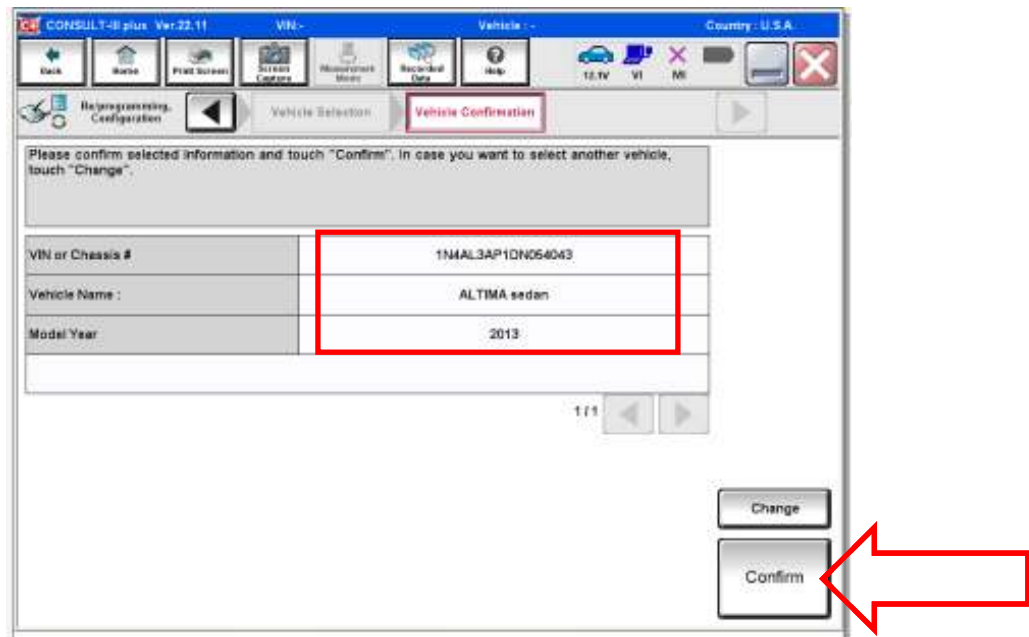 CONSULT-III plus Ver.22.11 VIN:- Vehicle : - Country : U.S.A.
Back Home Print Screen Screen Capture Measurement Mode Recorded Data Help 12.1V VI MI
Re/programming, Configuration Vehicle Selection Vehicle Confirmation
Please confirm selected information and touch "Confirm". In case you want to select another vehicle,
touch "Change".
VIN or Chassis # 1N4AL3AP1DN054043
Vehicle Name : ALTIMA sedan
Model Year 2013
1/1
Change
Confirm